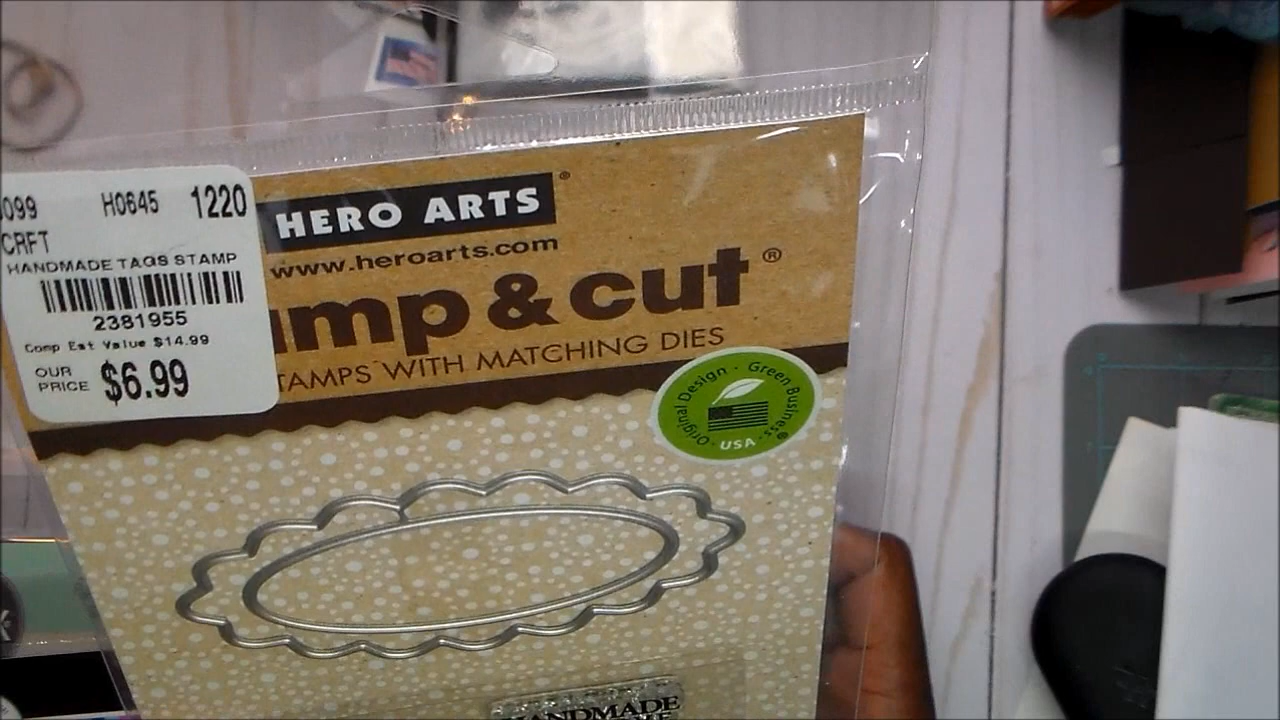 099 H0645 1220
CRFT
HANDMADE TAGS STAMP
2381955
Comp Est Value $14.99
OUR PRICE $6.99
HERO ARTS®
www.heroarts.com
mp & cut®
TAMPS WITH MATCHING DIES
Original Design · Green Business®
USA
HANDMADE